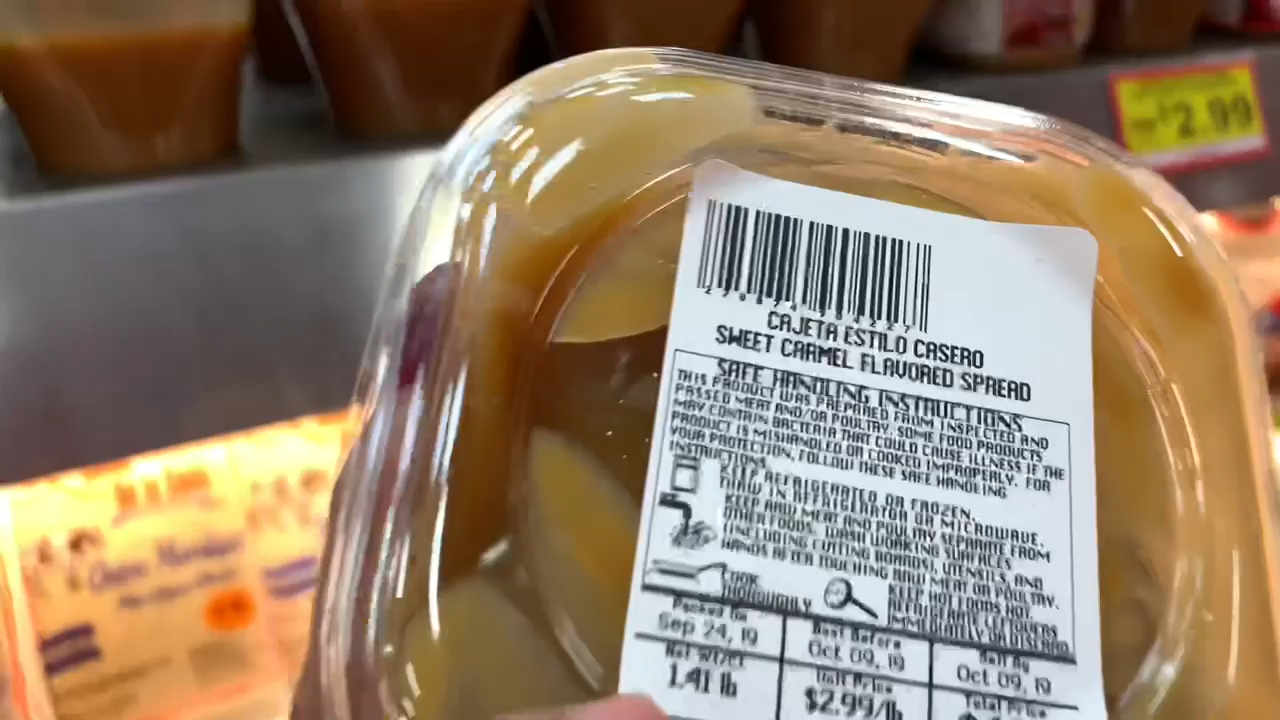 2.99
CAJETA ESTILO CASERO
SWEET CARMEL FLAVORED SPREAD
SAFE HANDLING INSTRUCTIONS
THIS PRODUCT WAS PREPARED FROM INSPECTED AND
PASSED MEAT AND/OR POULTRY. SOME FOOD PRODUCTS
MAY CONTAIN BACTERIA THAT COULD CAUSE ILLNESS IF THE
PRODUCT IS MISHANDLED OR COOKED IMPROPERLY. FOR
YOUR PROTECTION, FOLLOW THESE SAFE HANDLING
INSTRUCTIONS.
KEEP REFRIGERATED OR FROZEN.
THAW IN REFRIGERATOR OR MICROWAVE.
KEEP RAW MEAT AND POULTRY SEPARATE FROM
OTHER FOODS. WASH WORKING SURFACES
(INCLUDING CUTTING BOARDS), UTENSILS, AND
HANDS AFTER TOUCHING RAW MEAT OR POULTRY.
COOK
THOROUGHLY
KEEP HOT FOODS HOT.
REFRIGERATE LEFTOVERS
IMMEDIATELY OR DISCARD
Packed On
Sep 24, 19
Best Before
Oct 09, 19
Sell By
Oct 09, 19
Net Wt/Ct
1.41 lb
Unit Price
$2.99/lb
Total Price